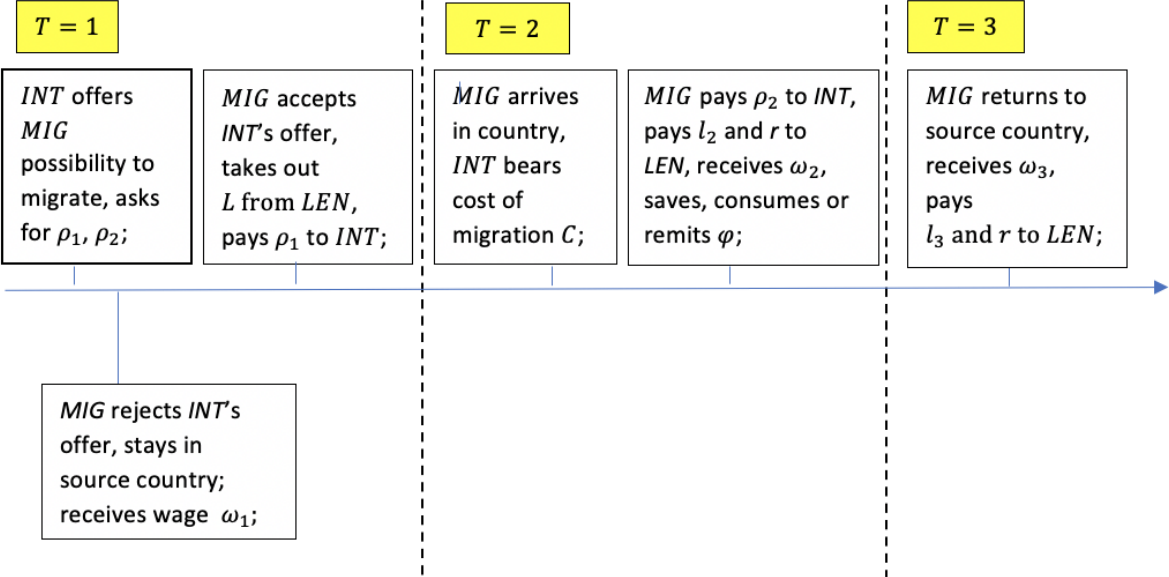 T = 1
INT offers
MIG
possibility to
migrate, asks
for ρ₁, ρ₂;
MIG accepts
INT's offer,
takes out
L from LEN,
pays ρ₁ to INT;
MIG rejects INT's
offer, stays in
source country;
receives wage ω₁;
T = 2
MIG arrives
in country,
INT bears
cost of
migration C;
MIG pays ρ₂ to INT,
pays l₂ and r to
LEN, receives ω₂,
saves, consumes or
remits φ;
T = 3
MIG returns to
source country,
receives ω₃,
pays
l₃ and r to LEN;